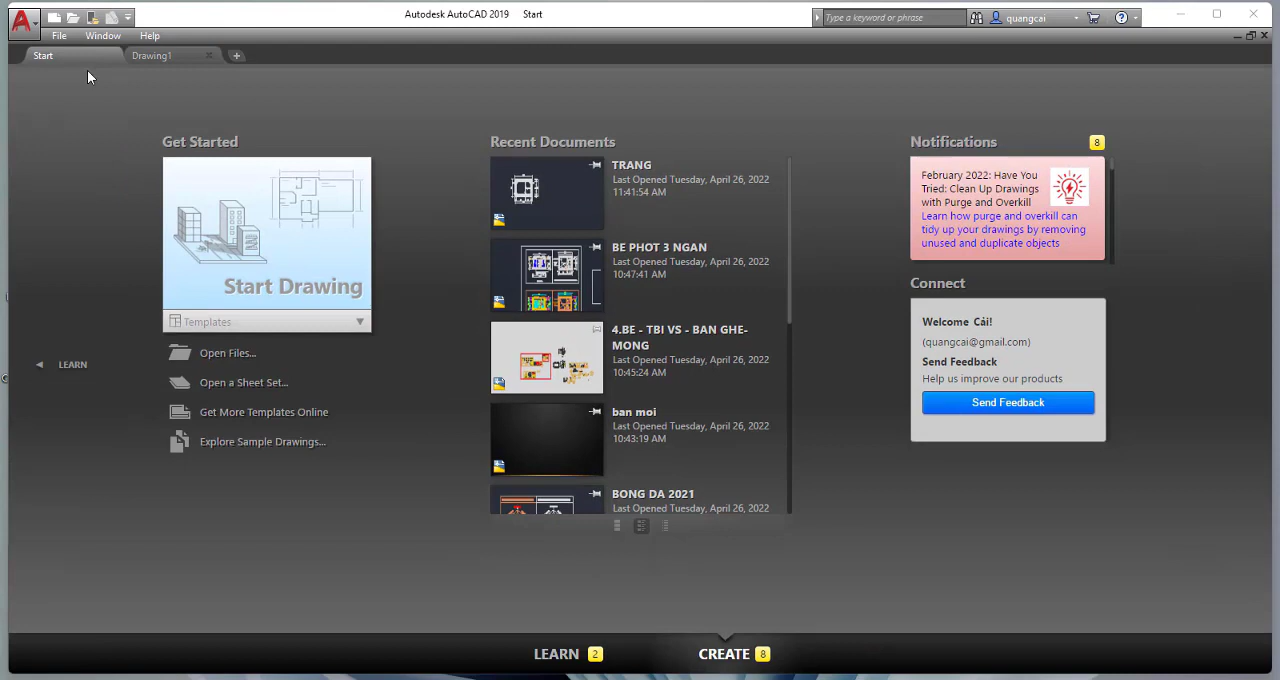 Autodesk AutoCAD 2019 Start
Type a keyword or phrase
quangcai
File Window Help
Start
Drawing1
Get Started
Start Drawing
Templates
Open Files...
Open a Sheet Set...
Get More Templates Online
Explore Sample Drawings...
LEARN
Recent Documents
TRANG
Last Opened Tuesday, April 26, 2022
11:41:54 AM
BE PHOT 3 NGAN
Last Opened Tuesday, April 26, 2022
10:47:41 AM
4.BE - TBI VS - BAN GHE-
MONG
Last Opened Tuesday, April 26, 2022
10:45:24 AM
ban moi
Last Opened Tuesday, April 26, 2022
10:43:19 AM
BONG DA 2021
Last Opened Tuesday, April 26, 2022
Notifications 8
February 2022: Have You
Tried: Clean Up Drawings
with Purge and Overkill
Learn how purge and overkill can
tidy up your drawings by removing
unused and duplicate objects
Connect
Welcome Cái!
(quangcai@gmail.com)
Send Feedback
Help us improve our products
Send Feedback
LEARN 2
CREATE 8